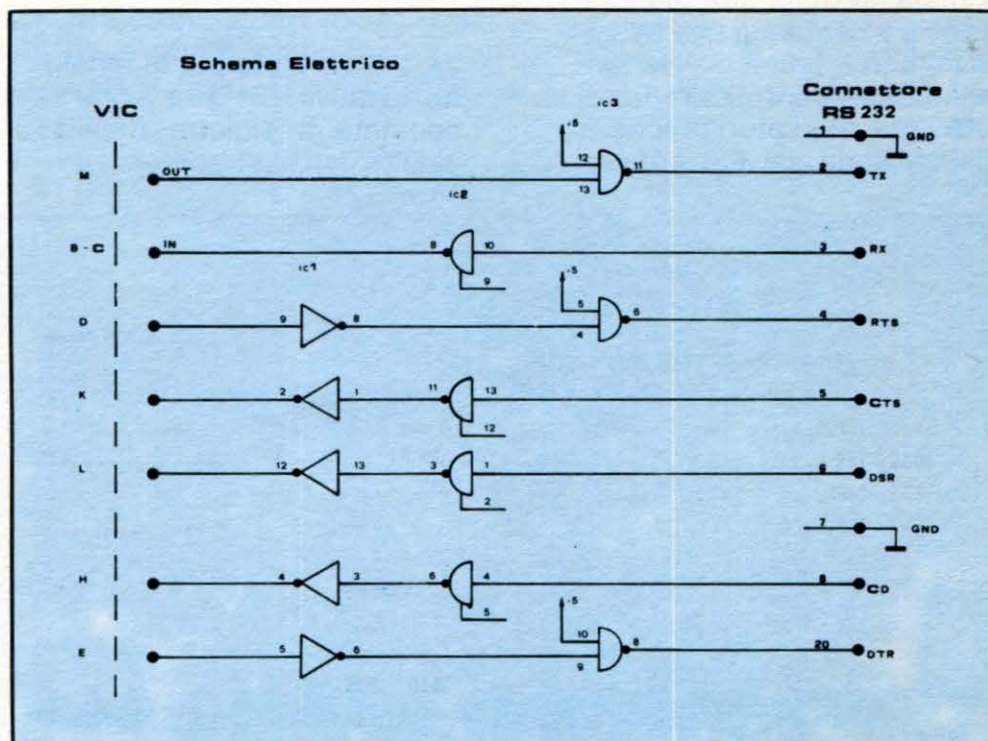 Schema Elettrico
VIC
IC3
Connettore
RS 232
1 GND
-5
M OUT 12 13 11 2 TX
IC2
B-C IN 8 10 9 3 RX
IC1
-5
D 9 8 5 4 6 4 RTS
K 2 1 11 13 12 5 CTS
L 12 13 3 1 2 6 DSR
7 GND
H 4 3 6 4 5 8 CD
-5
E 5 6 10 9 8 20 DTR